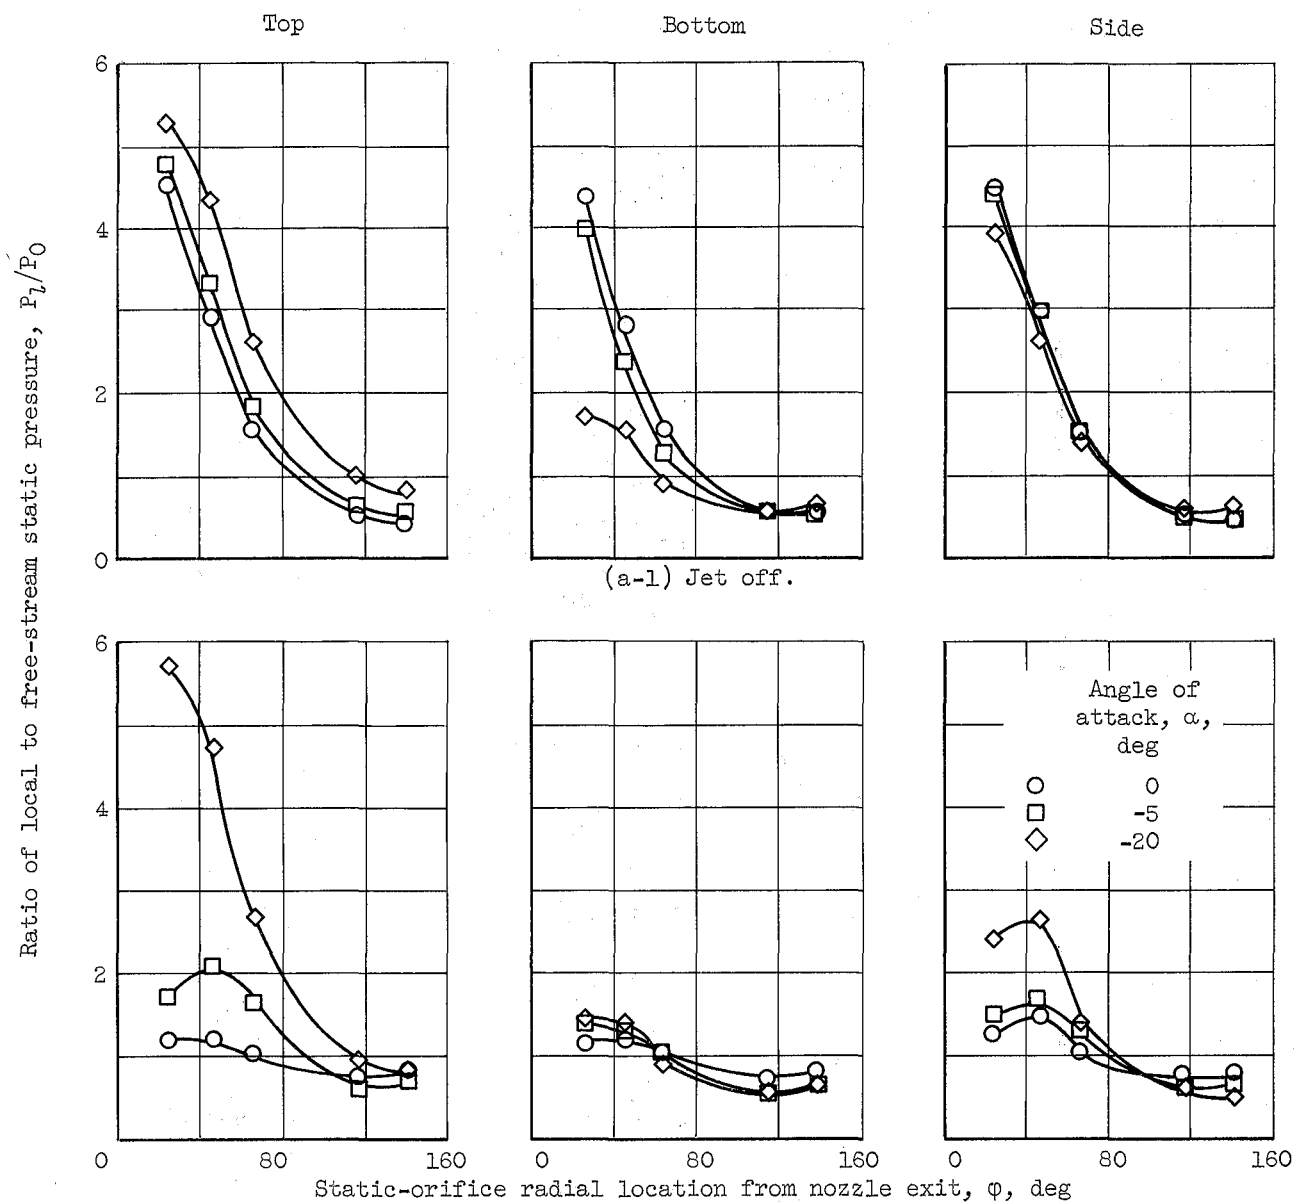 Top Bottom Side
Ratio of local to free-stream static pressure, P_l/P_0
6
4
2
0
(a-1) Jet off.
6
4
2
Angle of
attack, α,
deg
0
-5
-20
0 80 160 0 80 160 0 80 160
Static-orifice radial location from nozzle exit, φ, deg